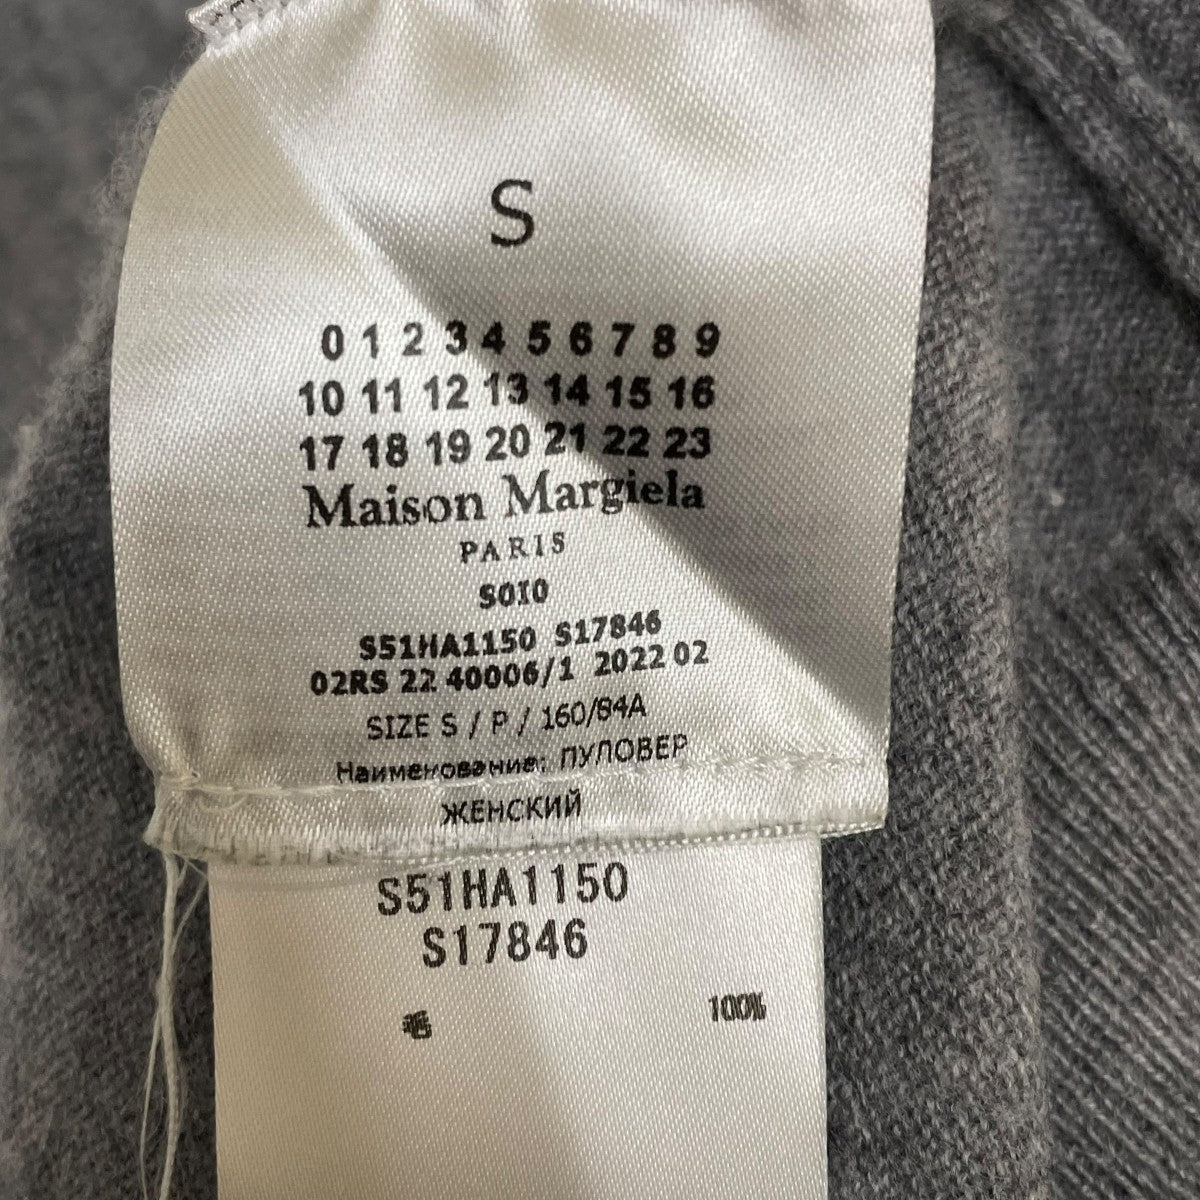 S
0 1 2 3 4 5 6 7 8 9
10 11 12 13 14 15 16
17 18 19 20 21 22 23
Maison Margiela
PARIS
S0I0
S51HA1150 S17846
02RS 22 40006/1 2022 02
SIZE S / P / 160/84A
Наименование: ПУЛОВЕР
ЖЕНСКИЙ
S51HA1150
S17846
毛 100%